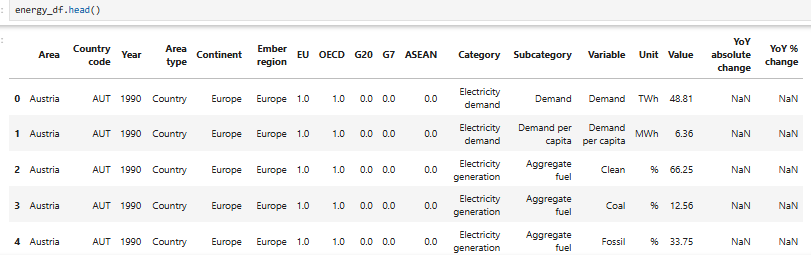 : energy_df.head()
:
Area Country code Year Area type Continent Ember region EU OECD G20 G7 ASEAN Category Subcategory Variable Unit Value YoY absolute change YoY % change
0 Austria AUT 1990 Country Europe Europe 1.0 1.0 0.0 0.0 0.0 Electricity demand Demand Demand TWh 48.81 NaN NaN
1 Austria AUT 1990 Country Europe Europe 1.0 1.0 0.0 0.0 0.0 Electricity demand Demand per capita Demand per capita MWh 6.36 NaN NaN
2 Austria AUT 1990 Country Europe Europe 1.0 1.0 0.0 0.0 0.0 Electricity generation Aggregate fuel Clean % 66.25 NaN NaN
3 Austria AUT 1990 Country Europe Europe 1.0 1.0 0.0 0.0 0.0 Electricity generation Aggregate fuel Coal % 12.56 NaN NaN
4 Austria AUT 1990 Country Europe Europe 1.0 1.0 0.0 0.0 0.0 Electricity generation Aggregate fuel Fossil % 33.75 NaN NaN